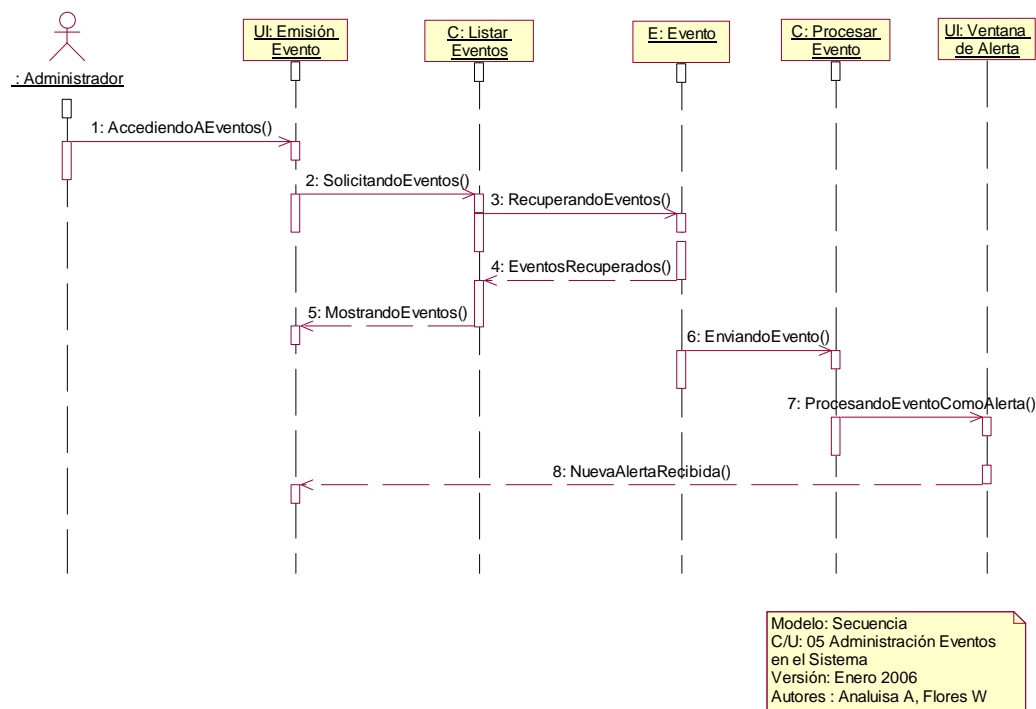 : Administrador
UI: Emisión
Evento
C: Listar
Eventos
E: Evento
C: Procesar
Evento
UI: Ventana
de Alerta
1: AccediendoAEventos()
2: SolicitandoEventos()
3: RecuperandoEventos()
4: EventosRecuperados()
5: MostrandoEventos()
6: EnviandoEvento()
7: ProcesandoEventoComoAlerta()
8: NuevaAlertaRecibida()
Modelo: Secuencia
C/U: 05 Administración Eventos
en el Sistema
Versión: Enero 2006
Autores : Analuisa A, Flores W